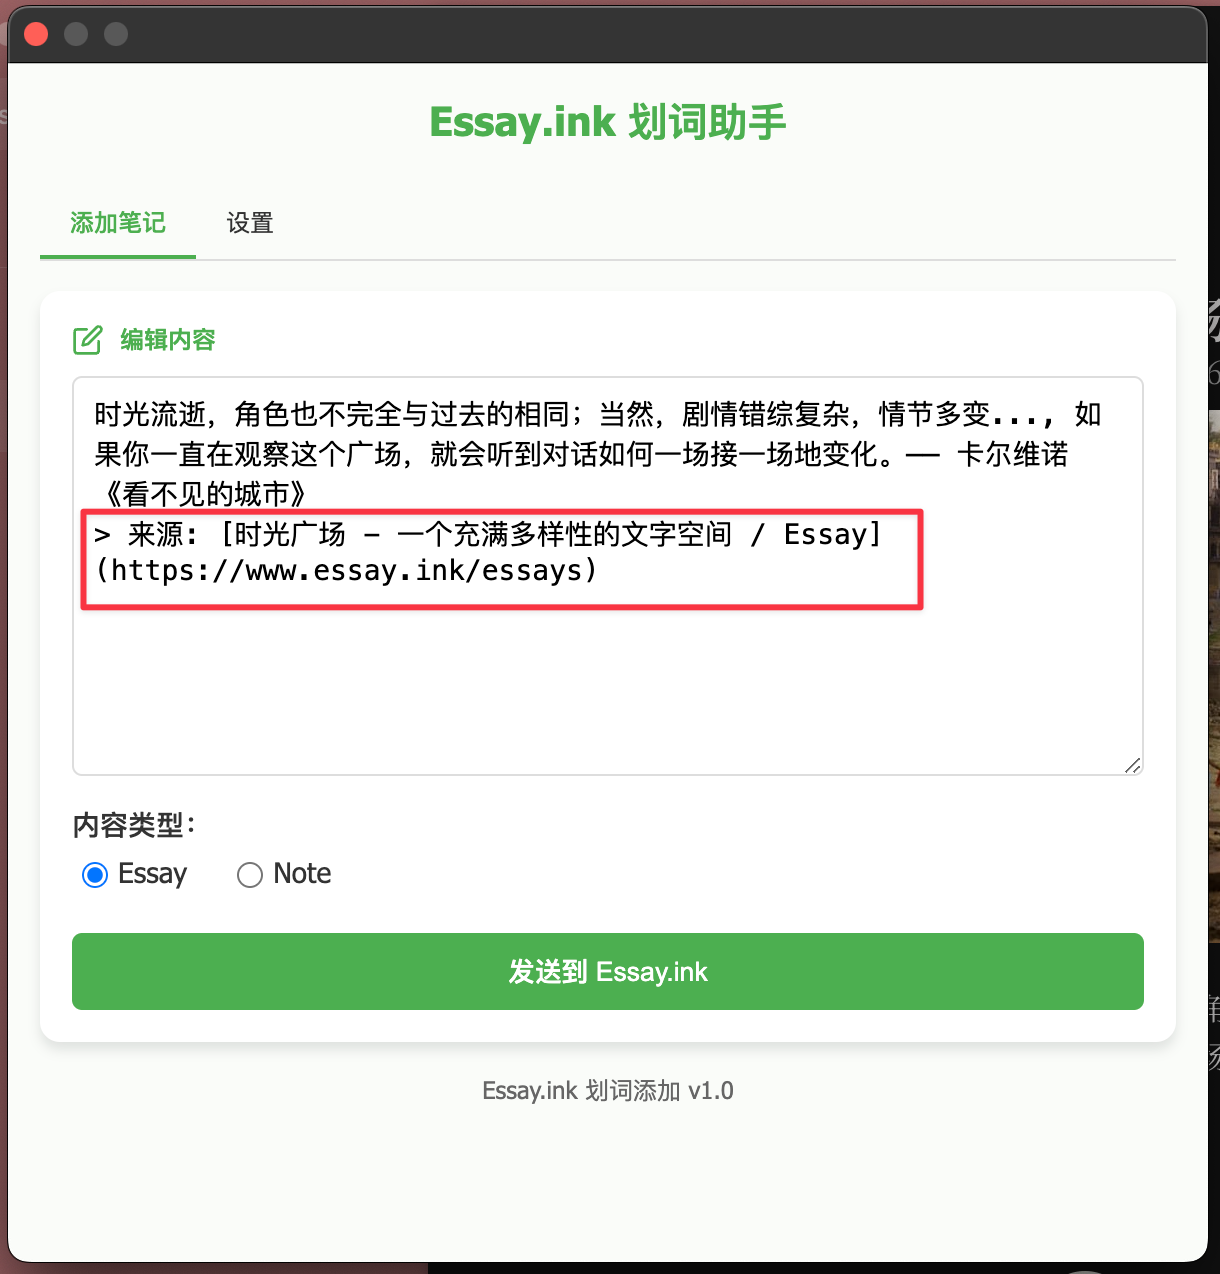 Essay.ink 划词助手
添加笔记
设置
编辑内容
时光流逝，角色也不完全与过去的相同；当然，剧情错综复杂，情节多变...，如
果你一直在观察这个广场，就会听到对话如何一场接一场地变化。—— 卡尔维诺
《看不见的城市》
> 来源: [时光广场 - 一个充满多样性的文字空间 / Essay]
(https://www.essay.ink/essays)
内容类型：
Essay
Note
发送到 Essay.ink
Essay.ink 划词添加 v1.0